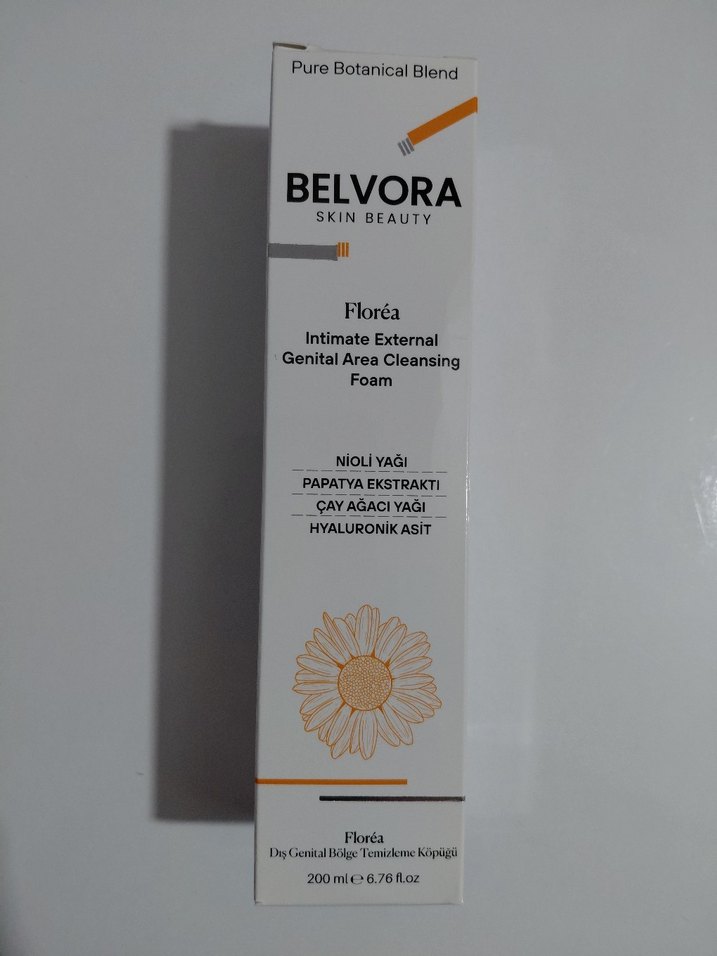 Pure Botanical Blend
BELVORA
SKIN BEAUTY
Floréa
Intimate External
Genital Area Cleansing
Foam
NİOLİ YAĞI
PAPATYA EKSTRAKTI
ÇAY AĞACI YAĞI
HYALURONİK ASİT
Floréa
Dış Genital Bölge Temizleme Köpüğü
200 ml ℮ 6.76 fl.oz